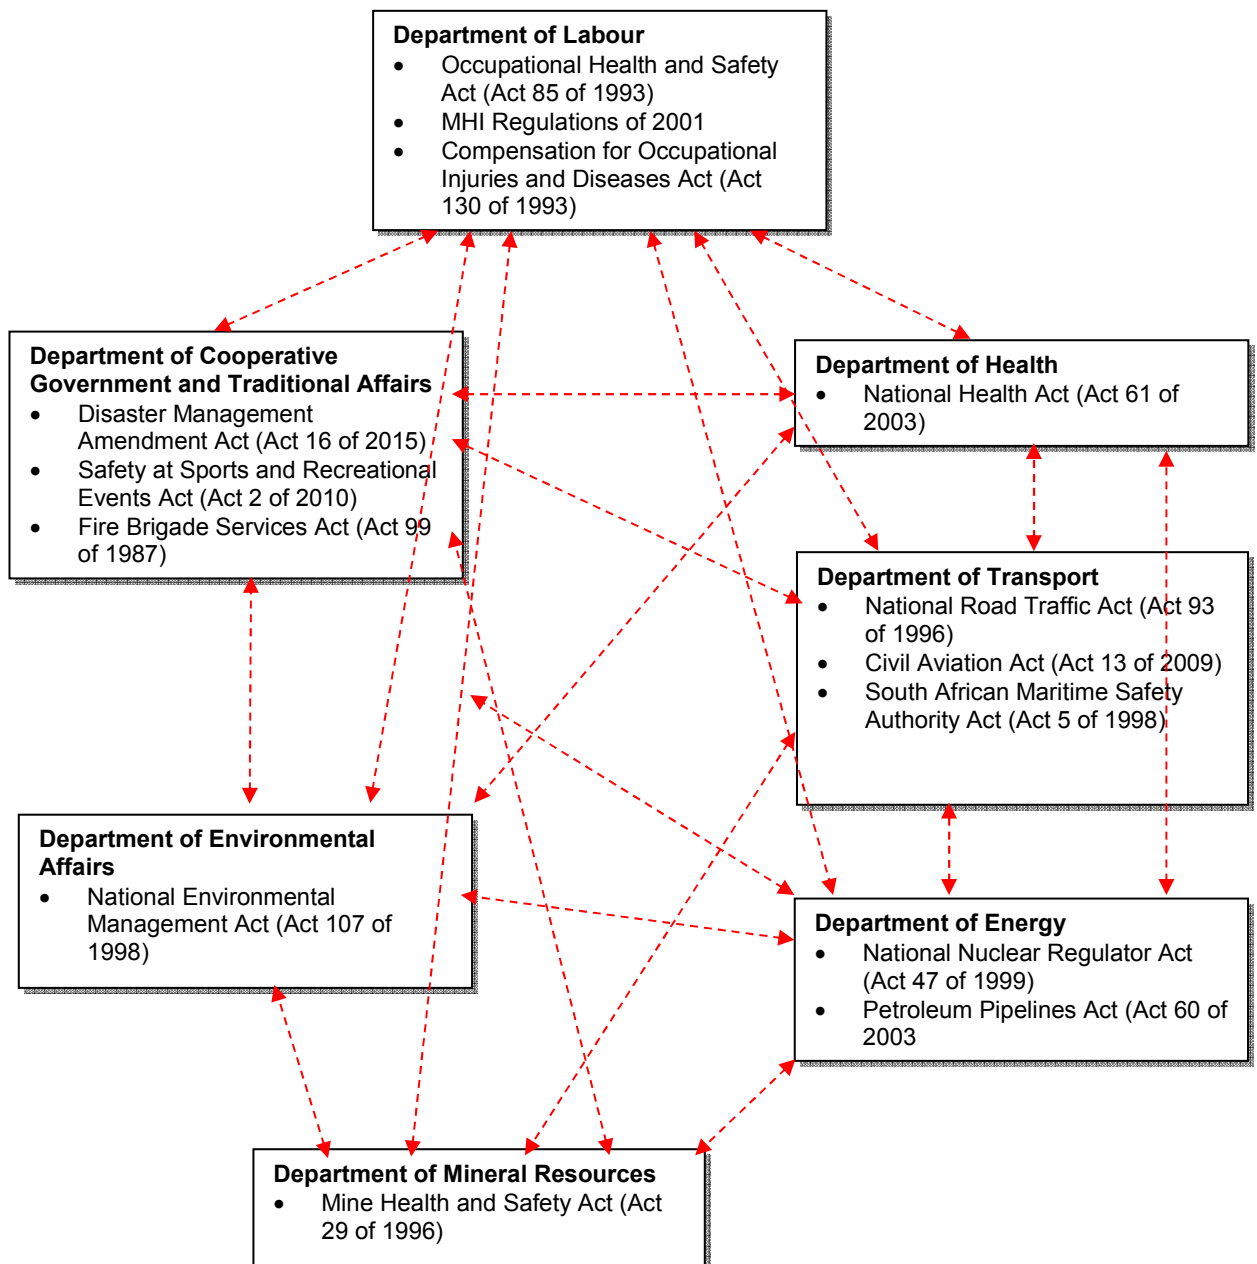 Department of Labour
• Occupational Health and Safety
Act (Act 85 of 1993)
• MHI Regulations of 2001
• Compensation for Occupational
Injuries and Diseases Act (Act
130 of 1993)
Department of Cooperative
Government and Traditional Affairs
• Disaster Management
Amendment Act (Act 16 of 2015)
• Safety at Sports and Recreational
Events Act (Act 2 of 2010)
• Fire Brigade Services Act (Act 99
of 1987)
Department of Health
• National Health Act (Act 61 of
2003)
Department of Transport
• National Road Traffic Act (Act 93
of 1996)
• Civil Aviation Act (Act 13 of 2009)
• South African Maritime Safety
Authority Act (Act 5 of 1998)
Department of Environmental
Affairs
• National Environmental
Management Act (Act 107 of
1998)
Department of Energy
• National Nuclear Regulator Act
(Act 47 of 1999)
• Petroleum Pipelines Act (Act 60 of
2003
Department of Mineral Resources
• Mine Health and Safety Act (Act
29 of 1996)